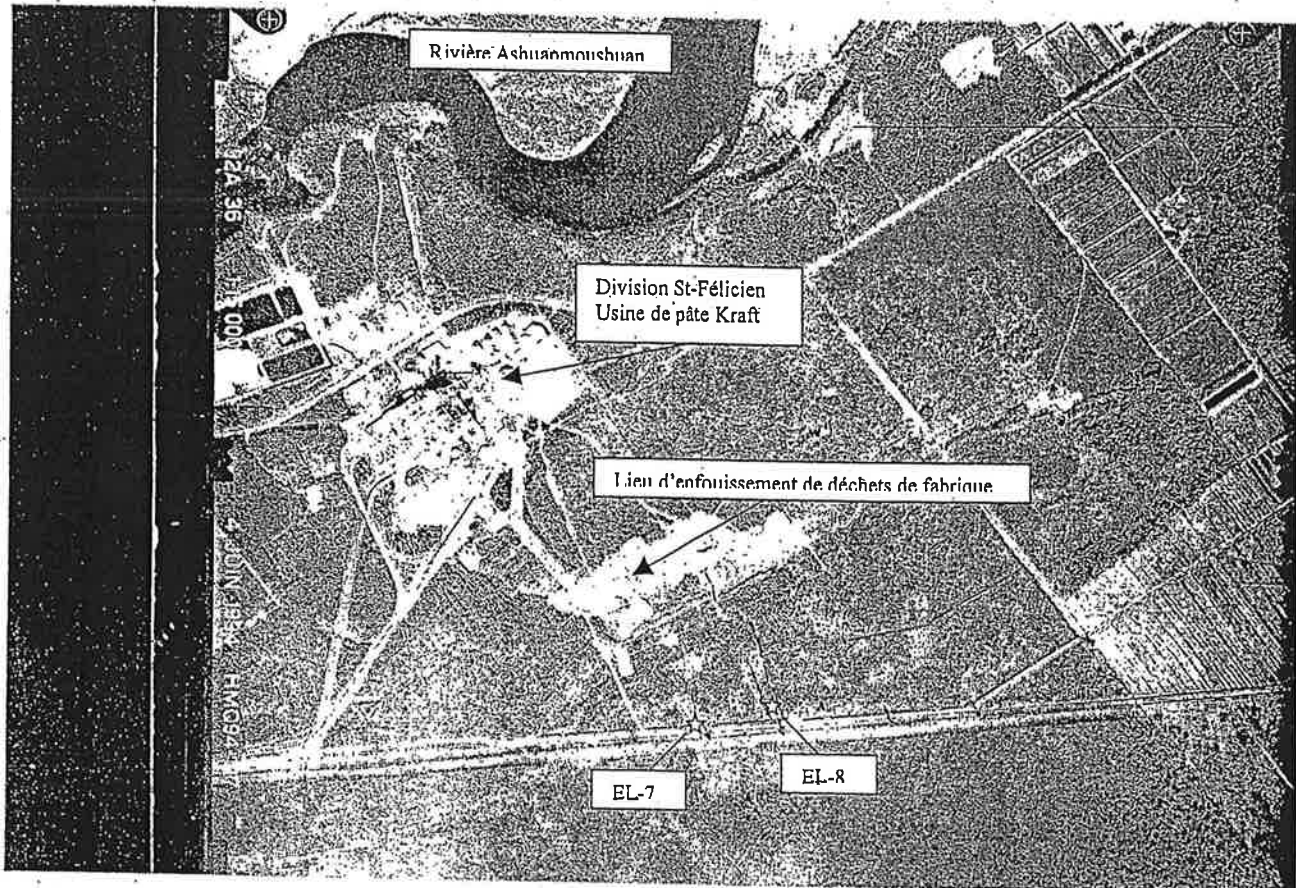 Rivière Ashuapmoushuan
Division St-Félicien
Usine de pâte Kraft
Lieu d'enfouissement de déchets de fabrique
EL-8
EL-7